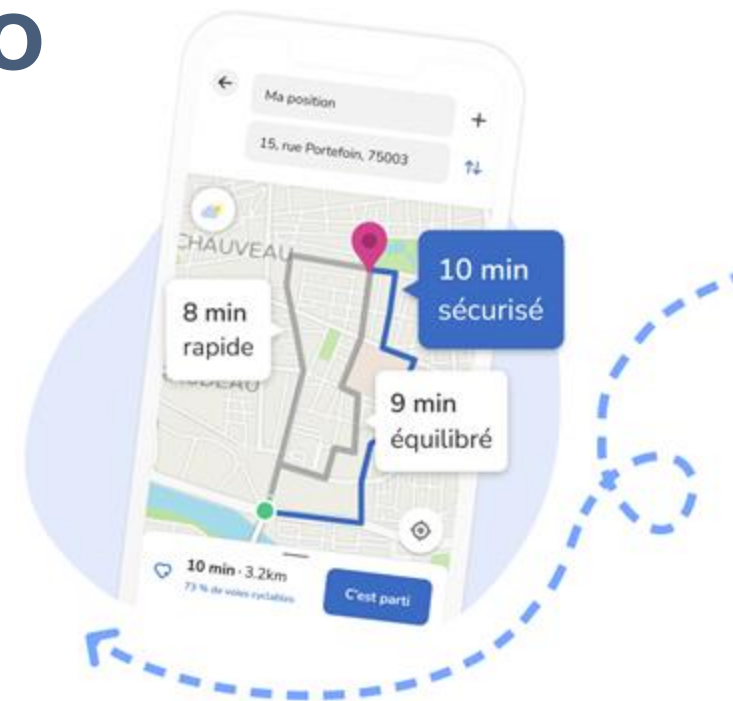 o
Ma position
15, rue Portefoin, 75003
CHAUVEAU
10 min
sécurisé
8 min
rapide
9 min
équilibré
10 min · 3.2km
73 % de voies cyclables
C'est parti